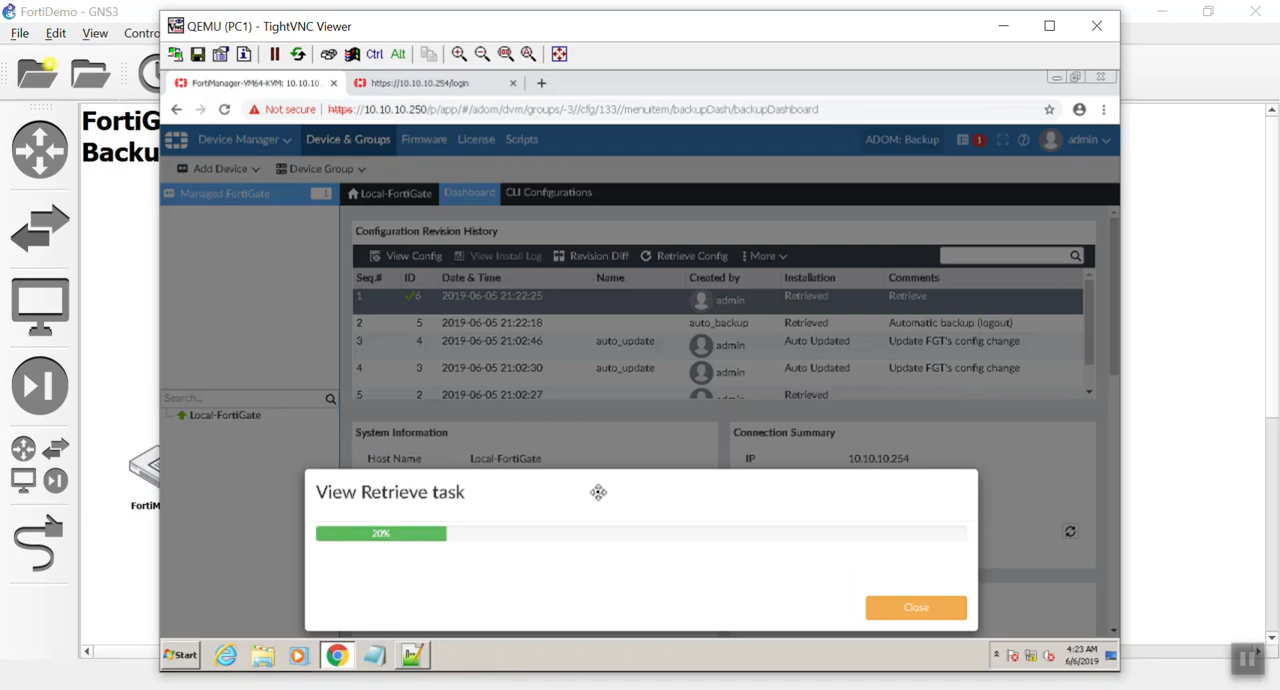 FortiDemo - GNS3
File Edit View Contro
QEMU (PC1) - TightVNC Viewer
Ctrl Alt
FortiManager-VM64-KVM: 10.10.10.
https://10.10.10.254/login
Not secure https://10.10.10.250/p/app/#/adom/dvm/groups/-3//cfg/133//menuitem/backupDash/backupDashboard
FortiG
Backu
Device Manager Device & Groups Firmware License Scripts ADOM: Backup 1 admin
Add Device Device Group
Managed FortiGate 1 Local-FortiGate Dashboard CLI Configurations
Configuration Revision History
View Config View Install Log Revision Diff Retrieve Config More
Seq.# ID Date & Time Name Created by Installation Comments
1 6 2019-06-05 21:22:25 admin Retrieved Retrieve
2 5 2019-06-05 21:22:18 auto_backup Retrieved Automatic backup (logout)
3 4 2019-06-05 21:02:46 auto_update admin Auto Updated Update FGT's config change
4 3 2019-06-05 21:02:30 auto_update admin Auto Updated Update FGT's config change
5 2 2019-06-05 21:02:27 Retrieved
Search...
Local-FortiGate
System Information
Connection Summary
Host Name Local-FortiGate
IP 10.10.10.254
View Retrieve task
20%
Close
FortiM
Start
4:23 AM
6/6/2019